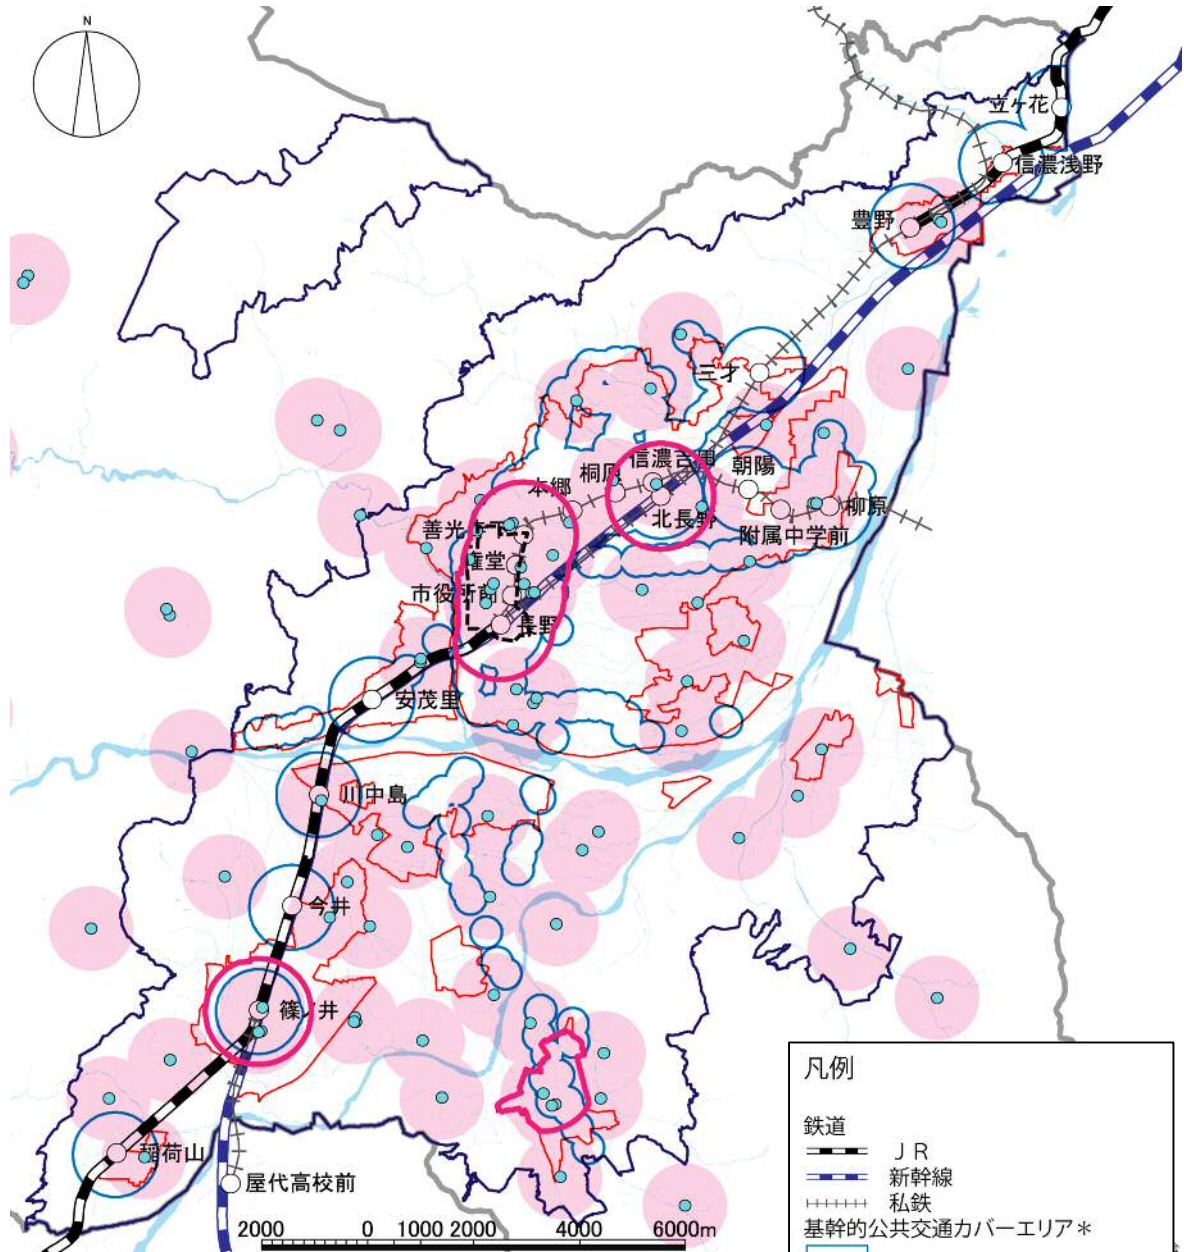 N
立ヶ花
信濃浅野
豊野
三才
信濃吉田
朝陽
桐原
本郷
北長野
柳原
附属中学前
善光寺下
権堂
市役所前
長野
安茂里
川中島
今井
篠ノ井
稲荷山
屋代高校前
2000 0 1000 2000 4000 6000m
凡例
鉄道
ＪＲ
新幹線
私鉄
基幹的公共交通カバーエリア＊